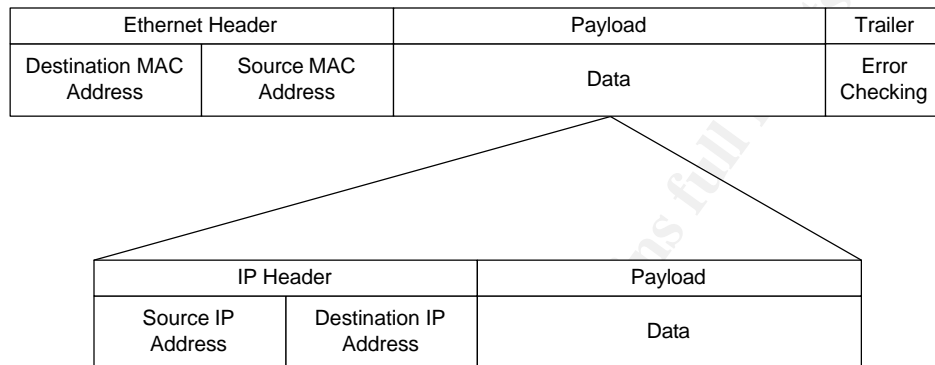 Ethernet Header Payload Trailer
Destination MAC Source MAC Data Error
Address Address Checking
IP Header Payload
Source IP Destination IP Data
Address Address